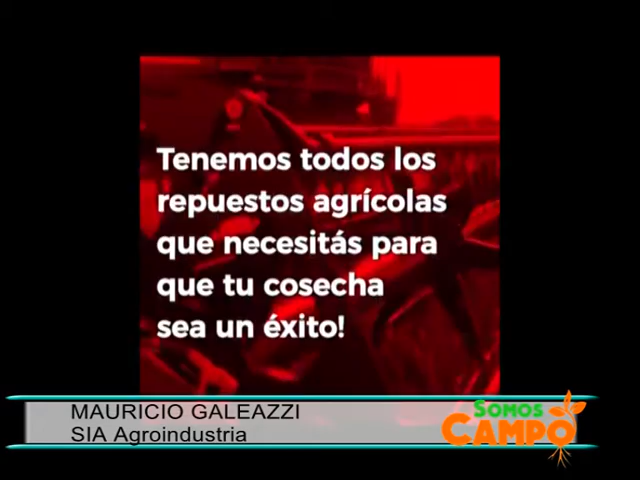 Tenemos todos los
repuestos agrícolas
que necesitás para
que tu cosecha
sea un éxito!
MAURICIO GALEAZZI
SIA Agroindustria
SOMOS
CAMPO